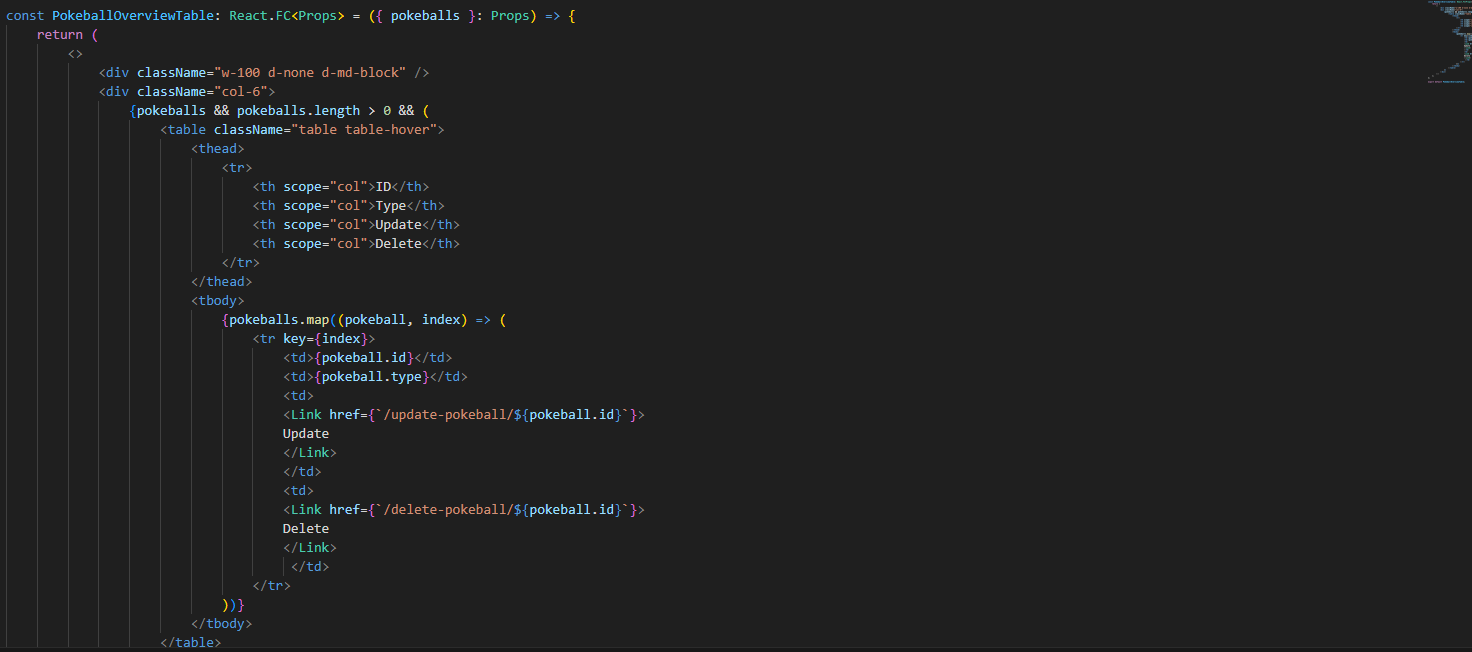 const PokeballOverviewTable: React.FC<Props> = ({ pokeballs }: Props) => {
    return (
        <>
            <div className="w-100 d-none d-md-block" />
            <div className="col-6">
                {pokeballs && pokeballs.length > 0 && (
                    <table className="table table-hover">
                        <thead>
                            <tr>
                                <th scope="col">ID</th>
                                <th scope="col">Type</th>
                                <th scope="col">Update</th>
                                <th scope="col">Delete</th>
                            </tr>
                        </thead>
                        <tbody>
                            {pokeballs.map((pokeball, index) => (
                                <tr key={index}>
                                    <td>{pokeball.id}</td>
                                    <td>{pokeball.type}</td>
                                    <td>
                                    <Link href={`/update-pokeball/${pokeball.id}`}>
                                    Update
                                    </Link>
                                    </td>
                                    <td>
                                    <Link href={`/delete-pokeball/${pokeball.id}`}>
                                    Delete
                                    </Link>
                                     </td>
                                </tr>
                            ))}
                        </tbody>
                    </table>